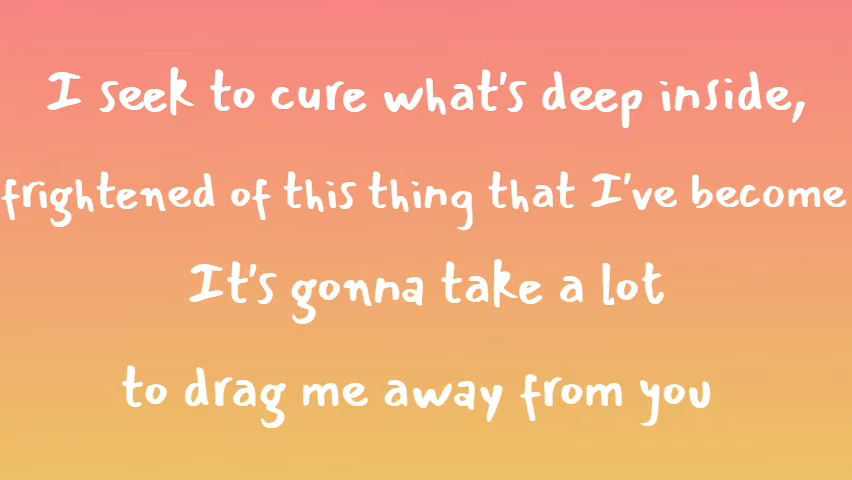 I seek to cure what's deep inside,
frightened of this thing that I've become
It's gonna take a lot
to drag me away from you